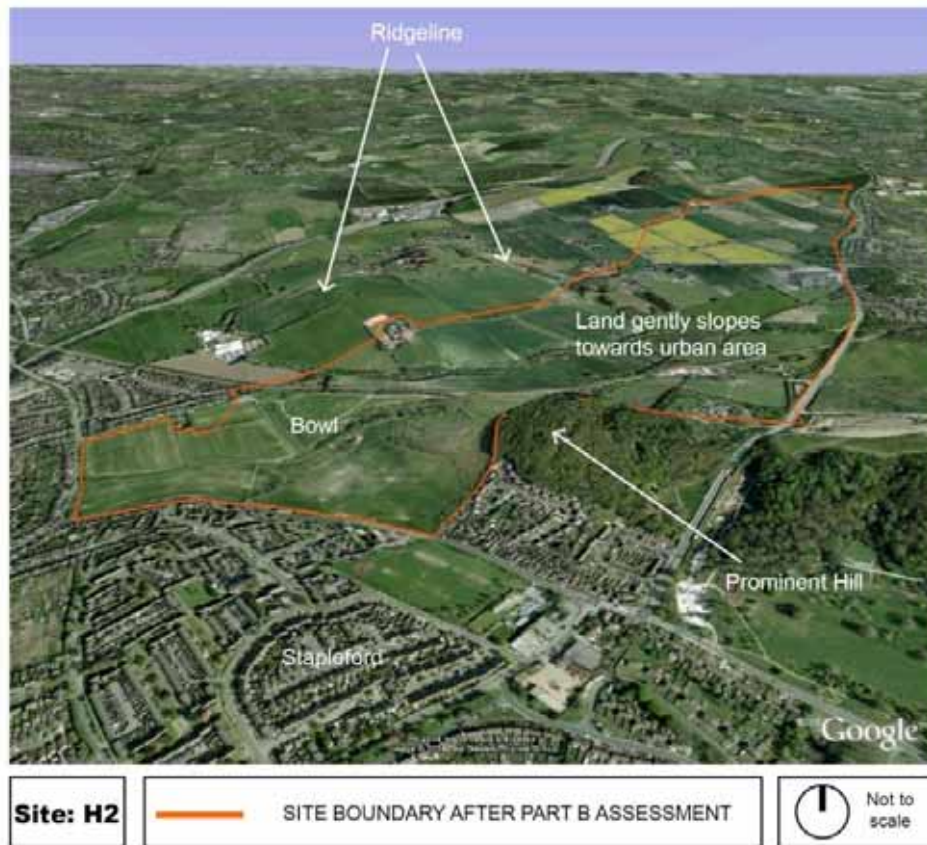 Ridgeline
Land gently slopes
towards urban area
Bowl
Prominent Hill
Stapleford
Google
Site: H2
SITE BOUNDARY AFTER PART B ASSESSMENT
Not to
scale